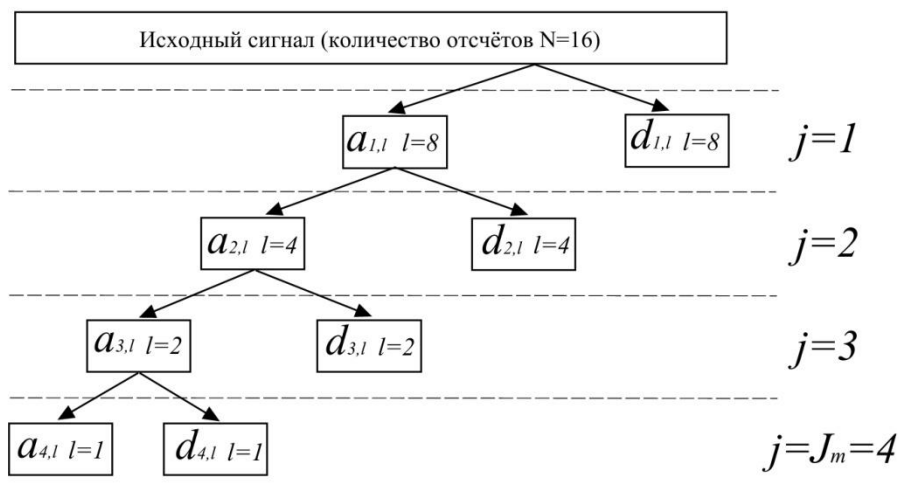 Исходный сигнал (количество отсчётов N=16)
a1,l l=8 d1,l l=8 j=1
a2,l l=4 d2,l l=4 j=2
a3,l l=2 d3,l l=2 j=3
a4,l l=1 d4,l l=1 j=Jm=4